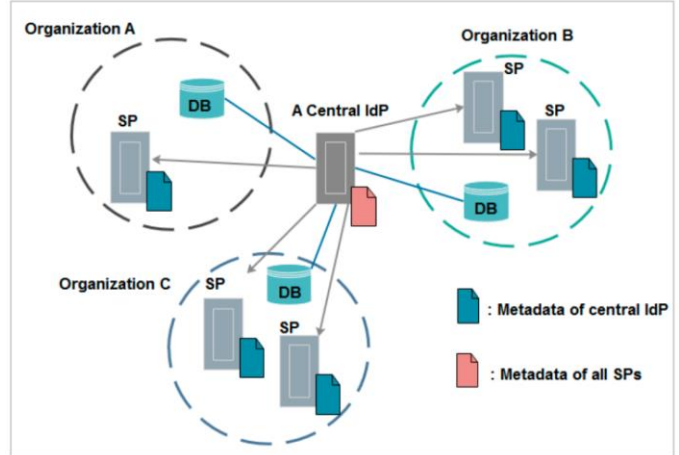 Organization A
Organization B
SP
DB
A Central IdP
SP
SP
DB
Organization C
SP
DB
SP
: Metadata of central IdP
: Metadata of all SPs